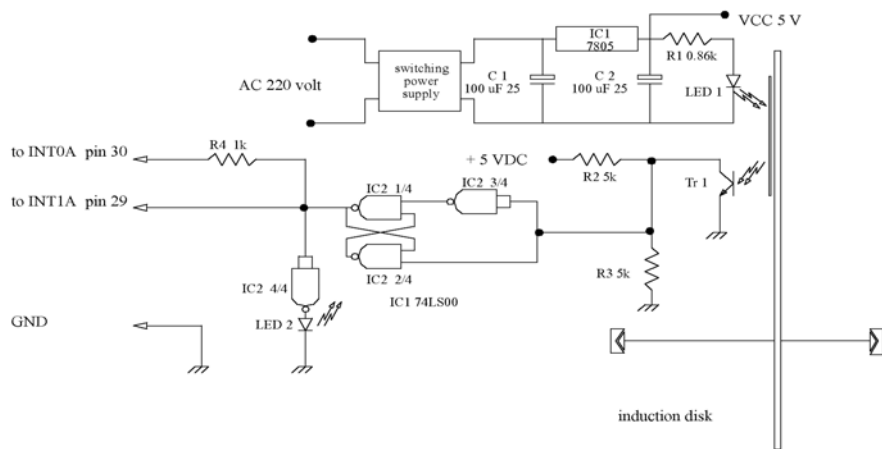 VCC 5 V
IC1
7805
R1 0.86k
switching
power
supply
C 1
100 uF 25
C 2
100 uF 25
LED 1
AC 220 volt
to INT0A  pin 30
R4  1k
+ 5 VDC
R2 5k
Tr 1
to INT1A  pin 29
IC2  1/4
IC2  3/4
IC2  4/4
IC2  2/4
IC1 74LS00
R3 5k
GND
LED 2
induction disk